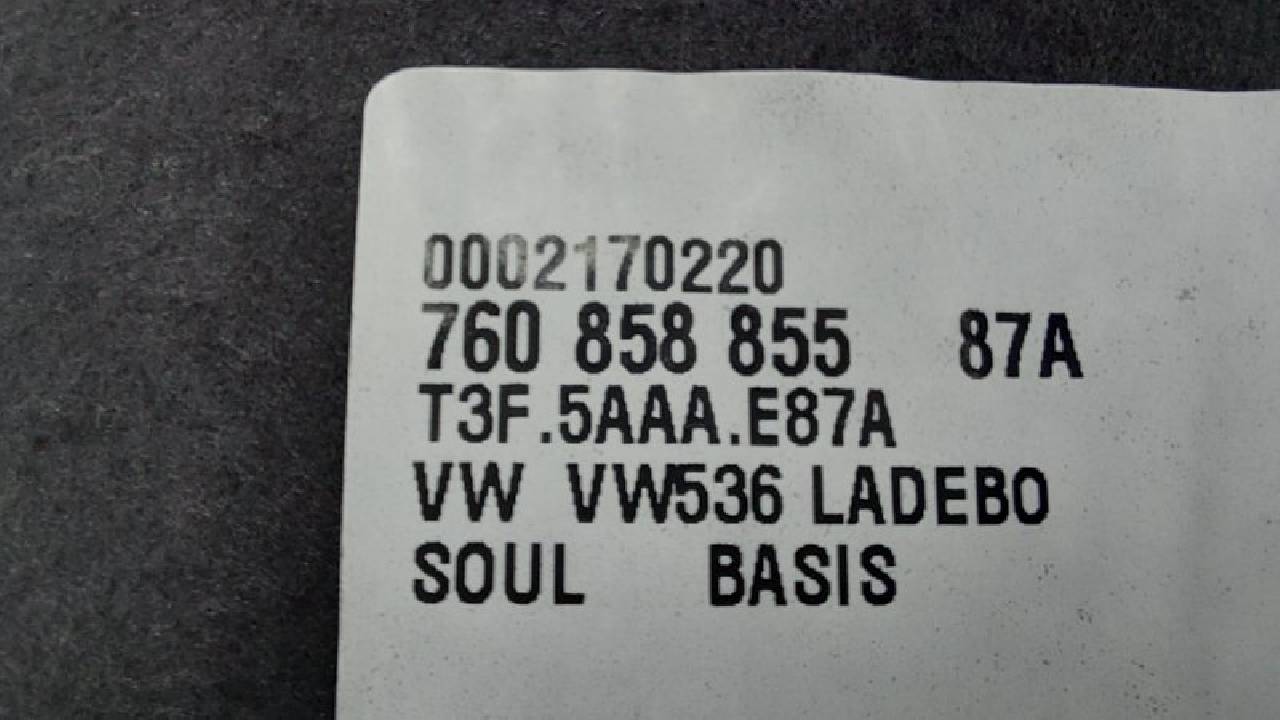 0002170220
760 858 855 87A
T3F.5AAA.E87A
VW VW536 LADEBO
SOUL BASIS